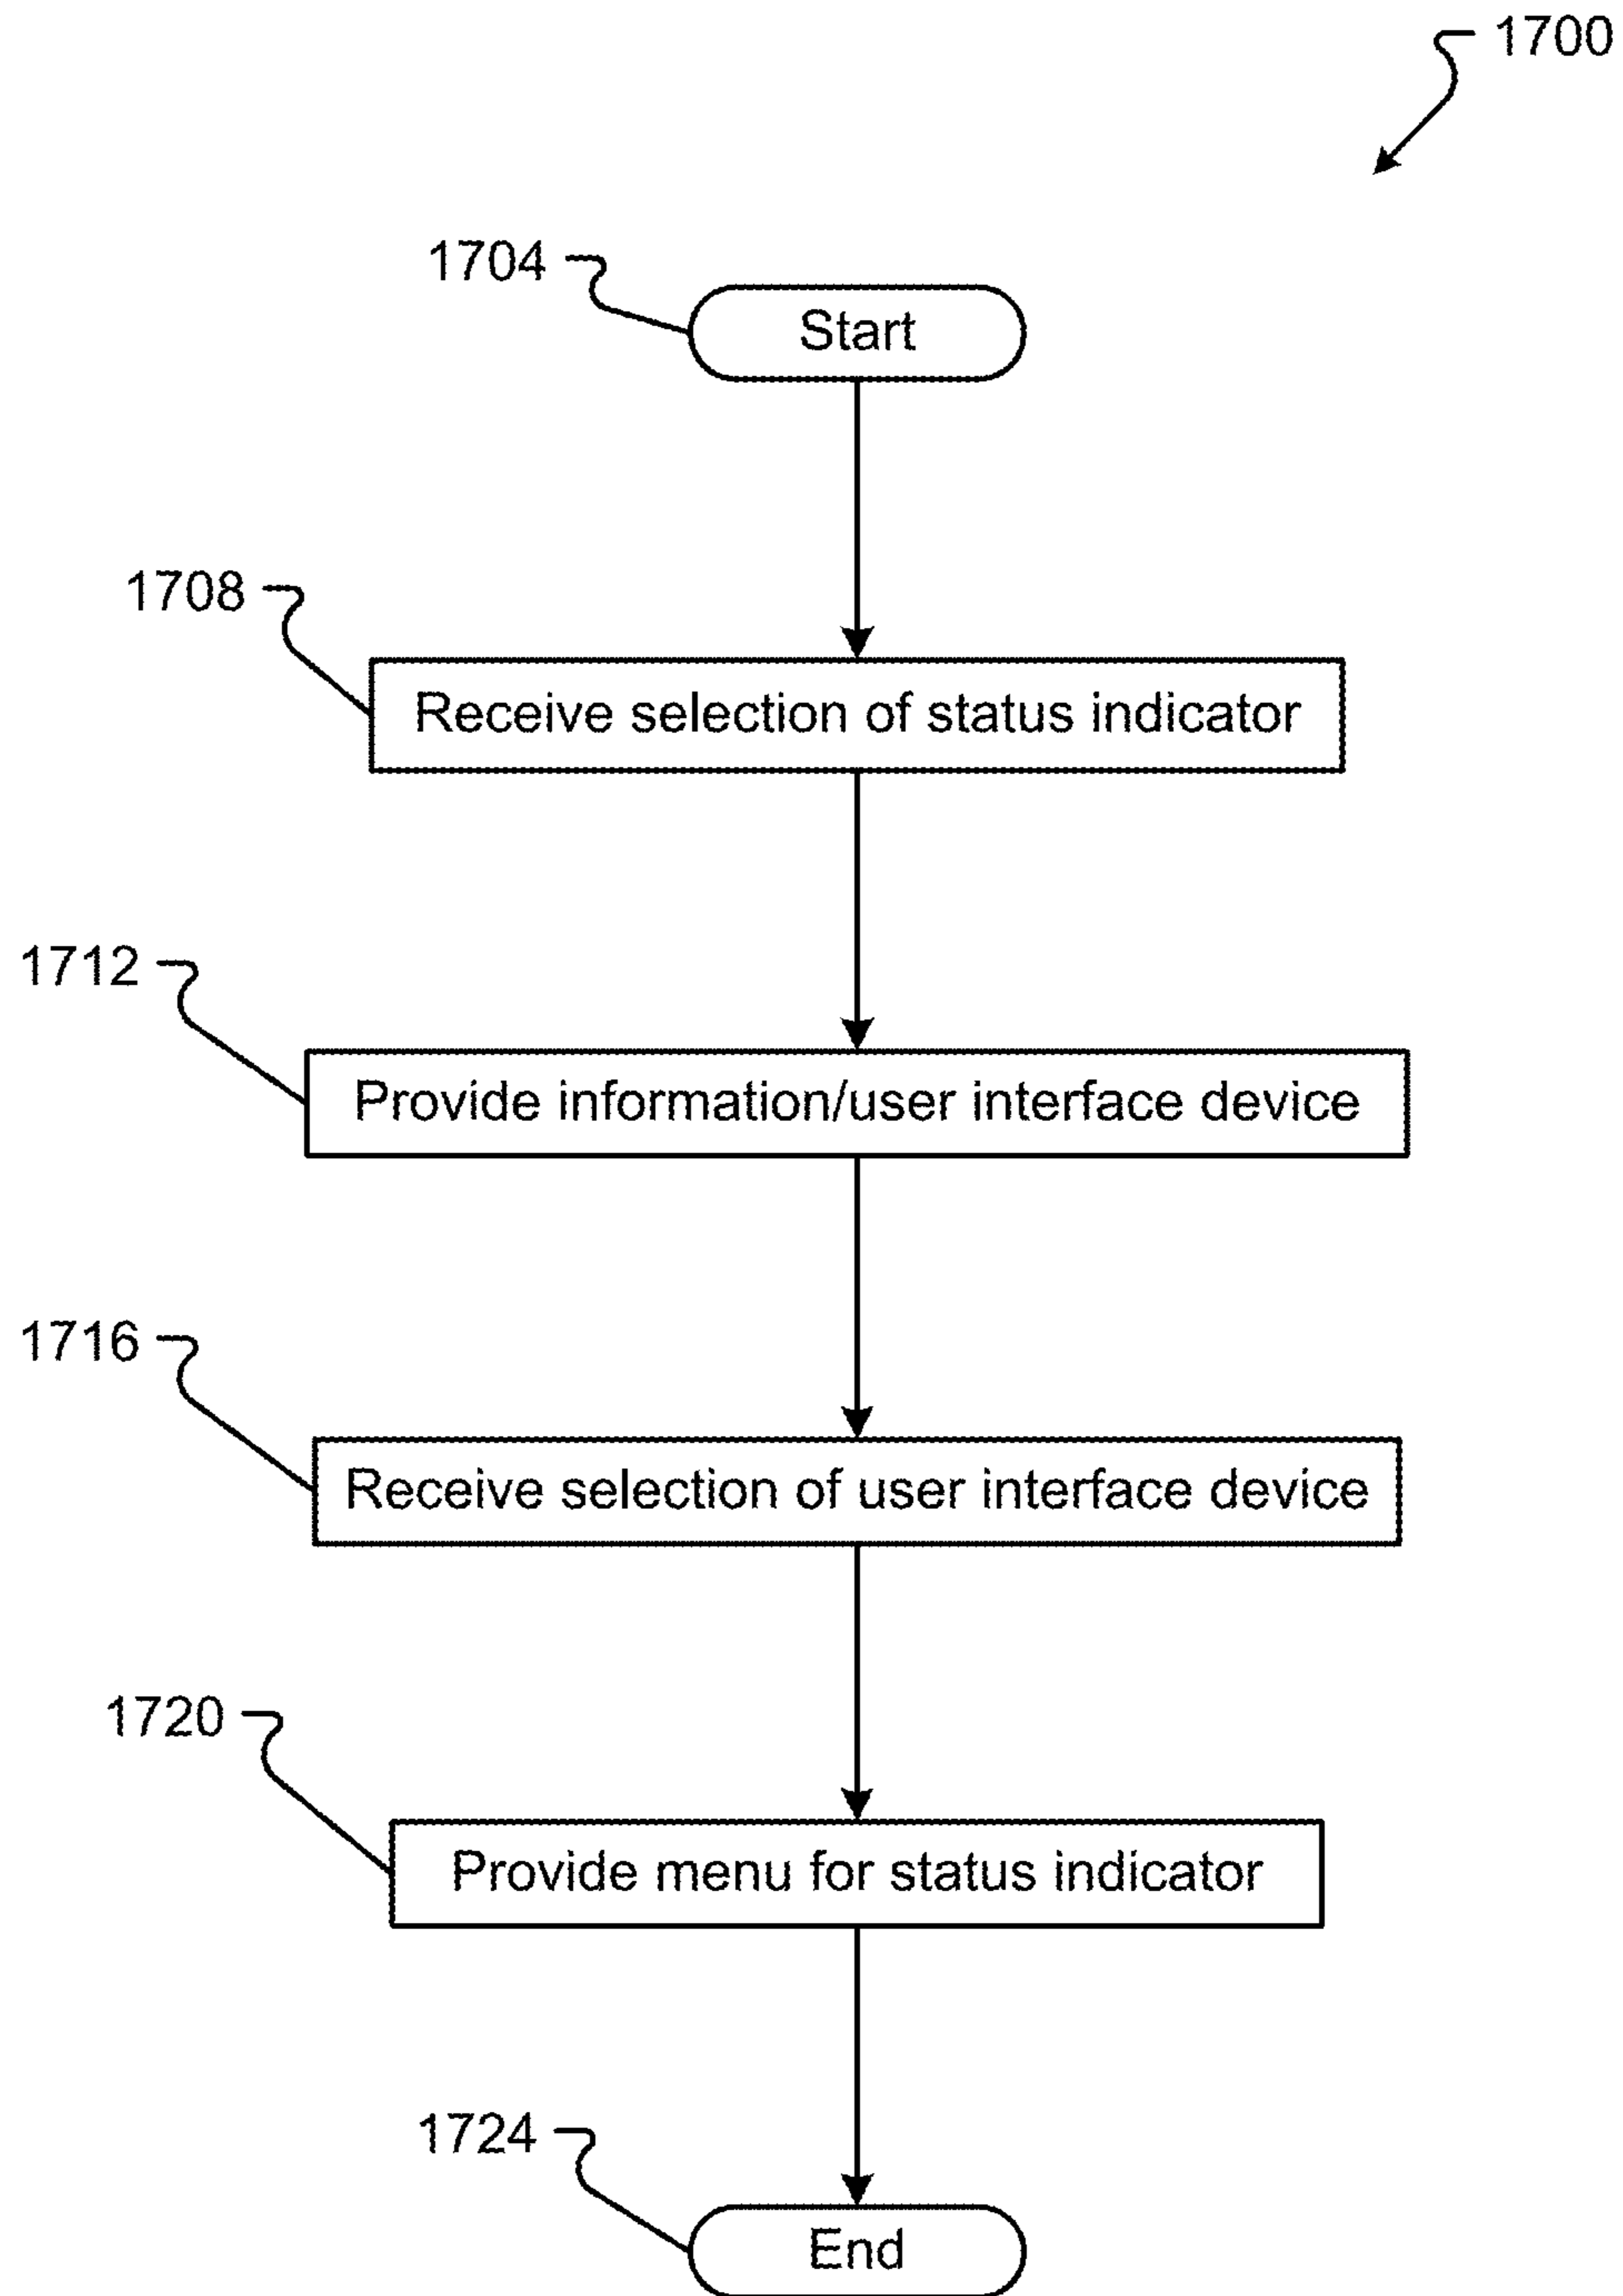 1700
1704
Start
1708
Receive selection of status indicator
1712
Provide information/user interface device
1716
Receive selection of user interface device
1720
Provide menu for status indicator
1724
End